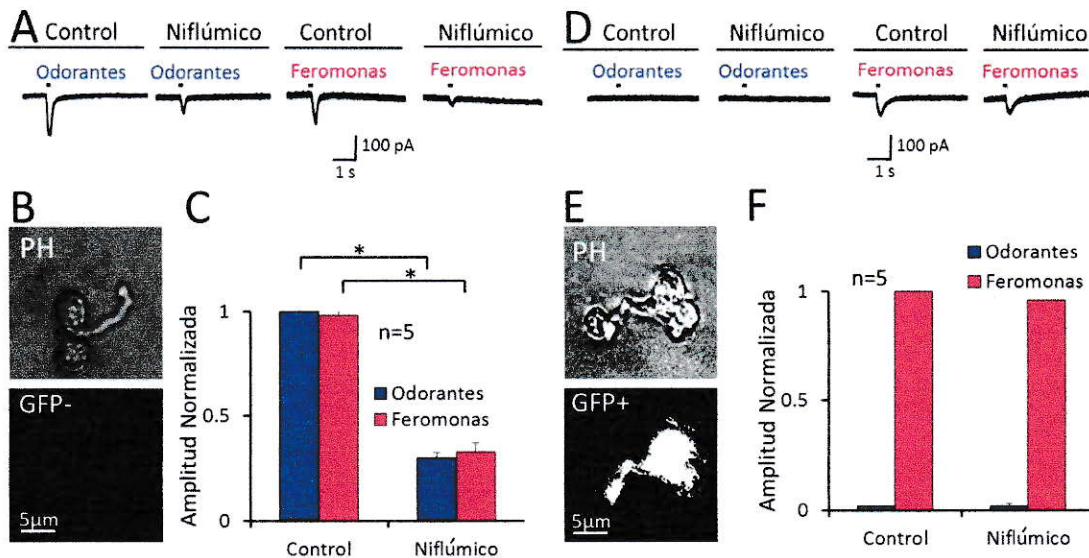 A
Control Niflúmico Control Niflúmico
Odorantes Odorantes Feromonas Feromonas
100 pA
1 s
D
Control Niflúmico Control Niflúmico
Odorantes Odorantes Feromonas Feromonas
100 pA
1 s
B
PH
GFP-
5µm
C
* 
*
Amplitud Normalizada
1
0.5
0
n=5
Odorantes
Feromonas
Control Niflúmico
E
PH
GFP+
5µm
F
Odorantes
Feromonas
n=5
Amplitud Normalizada
1
0.5
0
Control Niflúmico